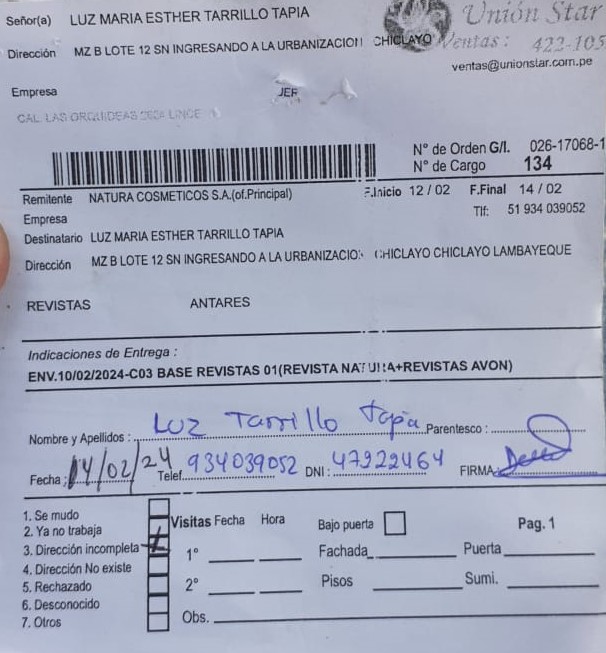 Señor(a) LUZ MARIA ESTHER TARRILLO TAPIA
Unión Star
Dirección MZ B LOTE 12 SN INGRESANDO A LA URBANIZACION CHICLAYO
Ventas: 422-105
ventas@unionstar.com.pe
Empresa JEF
CAL. LAS ORQUIDEAS LINCE
N° de Orden G/I. 026-17068-1
N° de Cargo 134
Remitente NATURA COSMETICOS S.A.(of.Principal) F.Inicio 12 / 02 F.Final 14 / 02
Empresa Tlf: 51 934 039052
Destinatario LUZ MARIA ESTHER TARRILLO TAPIA
Dirección MZ B LOTE 12 SN INGRESANDO A LA URBANIZACIO CHICLAYO CHICLAYO LAMBAYEQUE
REVISTAS ANTARES
Indicaciones de Entrega :
ENV.10/02/2024-C03 BASE REVISTAS 01(REVISTA NATURA+REVISTAS AVON)
Nombre y Apellidos : Luz Tarrillo Tapia Parentesco :
Fecha : 14/02/24 Telef. 934039052 DNI : 47922464 FIRMA
1. Se mudo
2. Ya no trabaja
3. Dirección incompleta
4. Dirección No existe
5. Rechazado
6. Desconocido
7. Otros
Visitas Fecha Hora Bajo puerta Pag. 1
1° Fachada Puerta
2° Pisos Sumi.
Obs.